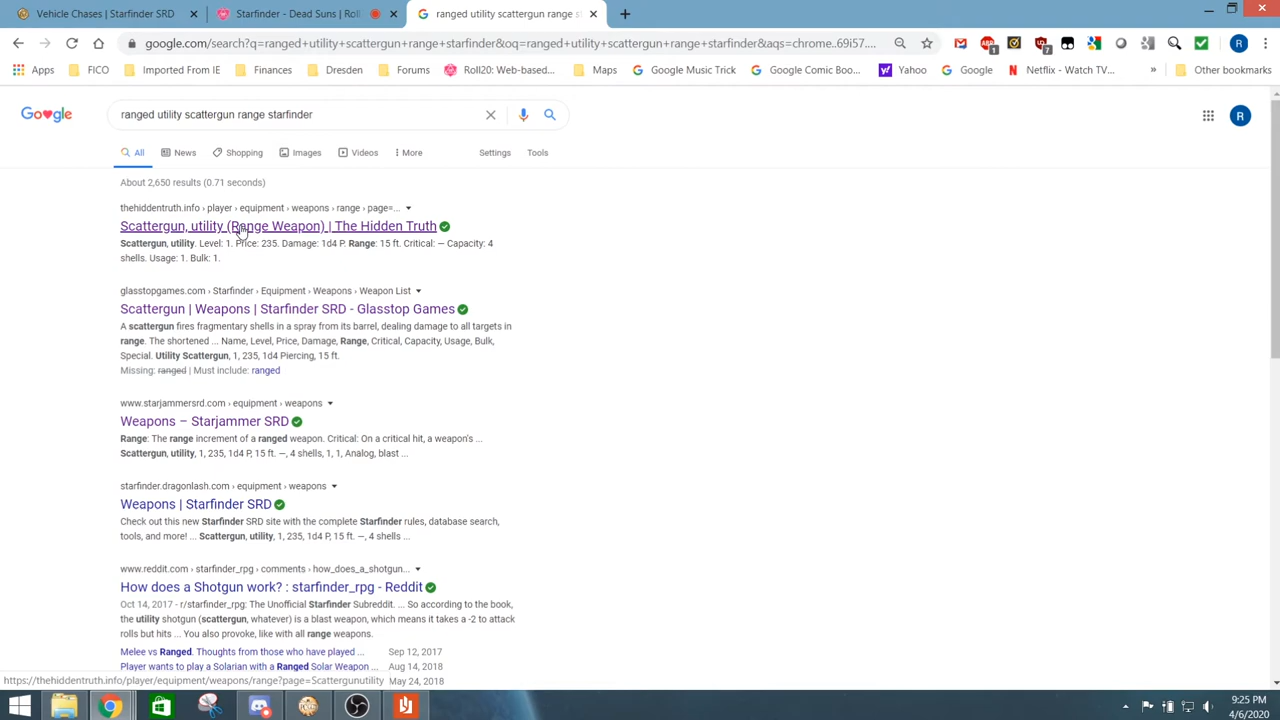 Vehicle Chases | Starfinder SRD
Starfinder - Dead Suns | Roll
ranged utility scattergun range s
google.com/search?q=ranged+utility+scattergun+range+starfinder&oq=ranged+utility+scattergun+range+starfinder&aqs=chrome..69i57....
Apps
FICO
Imported From IE
Finances
Dresden
Forums
Roll20: Web-based...
Maps
Google Music Trick
Google Comic Boo...
Yahoo
Google
Netflix - Watch TV...
»
Other bookmarks
ranged utility scattergun range starfinder
R
All
News
Shopping
Images
Videos
More
Settings
Tools
About 2,650 results (0.71 seconds)
thehiddentruth.info › player › equipment › weapons › range › page=...
Scattergun, utility (Range Weapon) | The Hidden Truth
Scattergun, utility. Level: 1. Price: 235. Damage: 1d4 P. Range: 15 ft. Critical: — Capacity: 4
shells. Usage: 1. Bulk: 1.
glasstopgames.com › Starfinder › Equipment › Weapons › Weapon List
Scattergun | Weapons | Starfinder SRD - Glasstop Games
A scattergun fires fragmentary shells in a spray from its barrel, dealing damage to all targets in
range. The shortened ... Name, Level, Price, Damage, Range, Critical, Capacity, Usage, Bulk,
Special. Utility Scattergun, 1, 235, 1d4 Piercing, 15 ft.
Missing: ranged | Must include: ranged
www.starjammersrd.com › equipment › weapons
Weapons – Starjammer SRD
Range: The range increment of a ranged weapon. Critical: On a critical hit, a weapon's ...
Scattergun, utility, 1, 235, 1d4 P, 15 ft. —, 4 shells, 1, 1, Analog, blast ...
starfinder.dragonlash.com › equipment › weapons
Weapons | Starfinder SRD
Check out this new Starfinder SRD site with the complete Starfinder rules, database search,
tools, and more! ... Scattergun, utility, 1, 235, 1d4 P, 15 ft. —, 4 shells ...
www.reddit.com › starfinder_rpg › comments › how_does_a_shotgun...
How does a Shotgun work? : starfinder_rpg - Reddit
Oct 14, 2017 - r/starfinder_rpg: The Unofficial Starfinder Subreddit. ... So according to the book,
the utility shotgun (scattergun, whatever) is a blast weapon, which means it takes a -2 to attack
rolls but hits ... You also provoke, like with all range weapons.
Melee vs Ranged. Thoughts from those who have played ... Sep 12, 2017
Player wants to play a Solarian with a Ranged Solar Weapon ... Aug 14, 2018
https://thehiddentruth.info/player/equipment/weapons/range?page=Scattergunutility
May 24, 2018
9:25 PM
4/6/2020